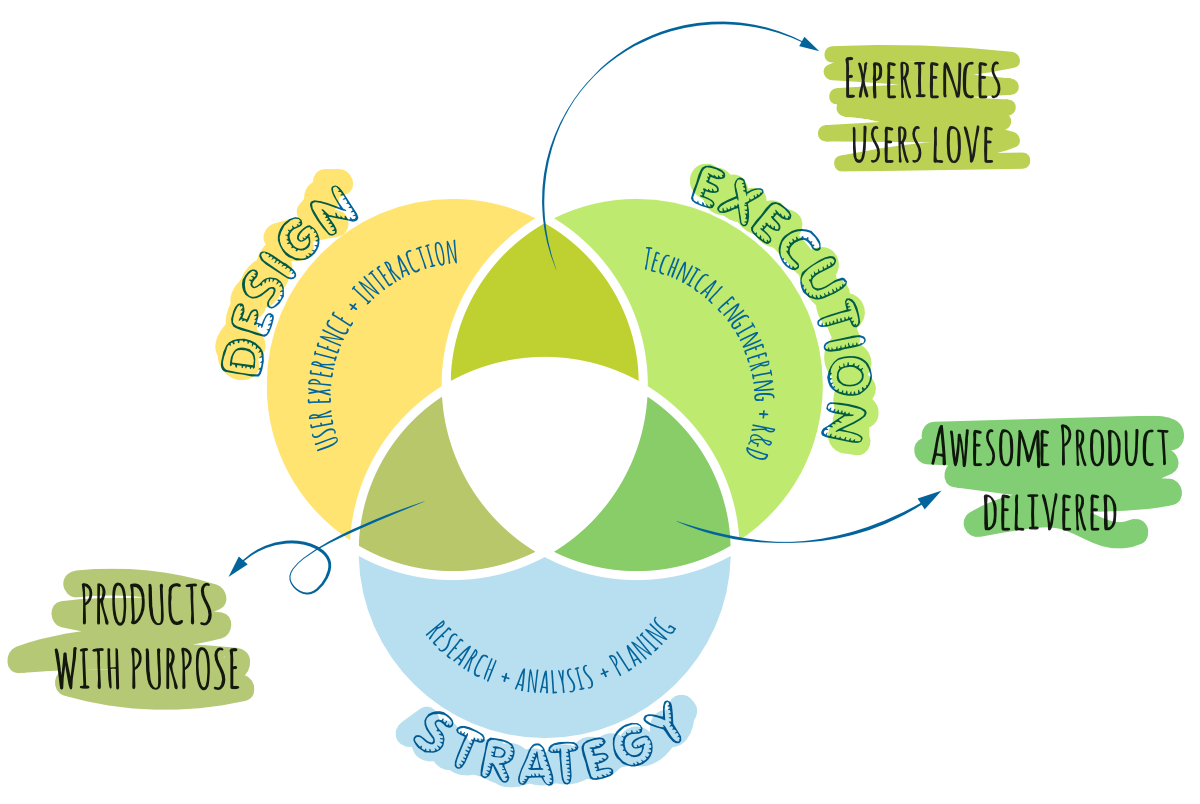 Experiences
users love
DESIGN
EXECUTION
User Experience + Interaction
Technical Engineering + R&D
Awesome Product
delivered
Products
with purpose
Research + Analysis + Planing
STRATEGY